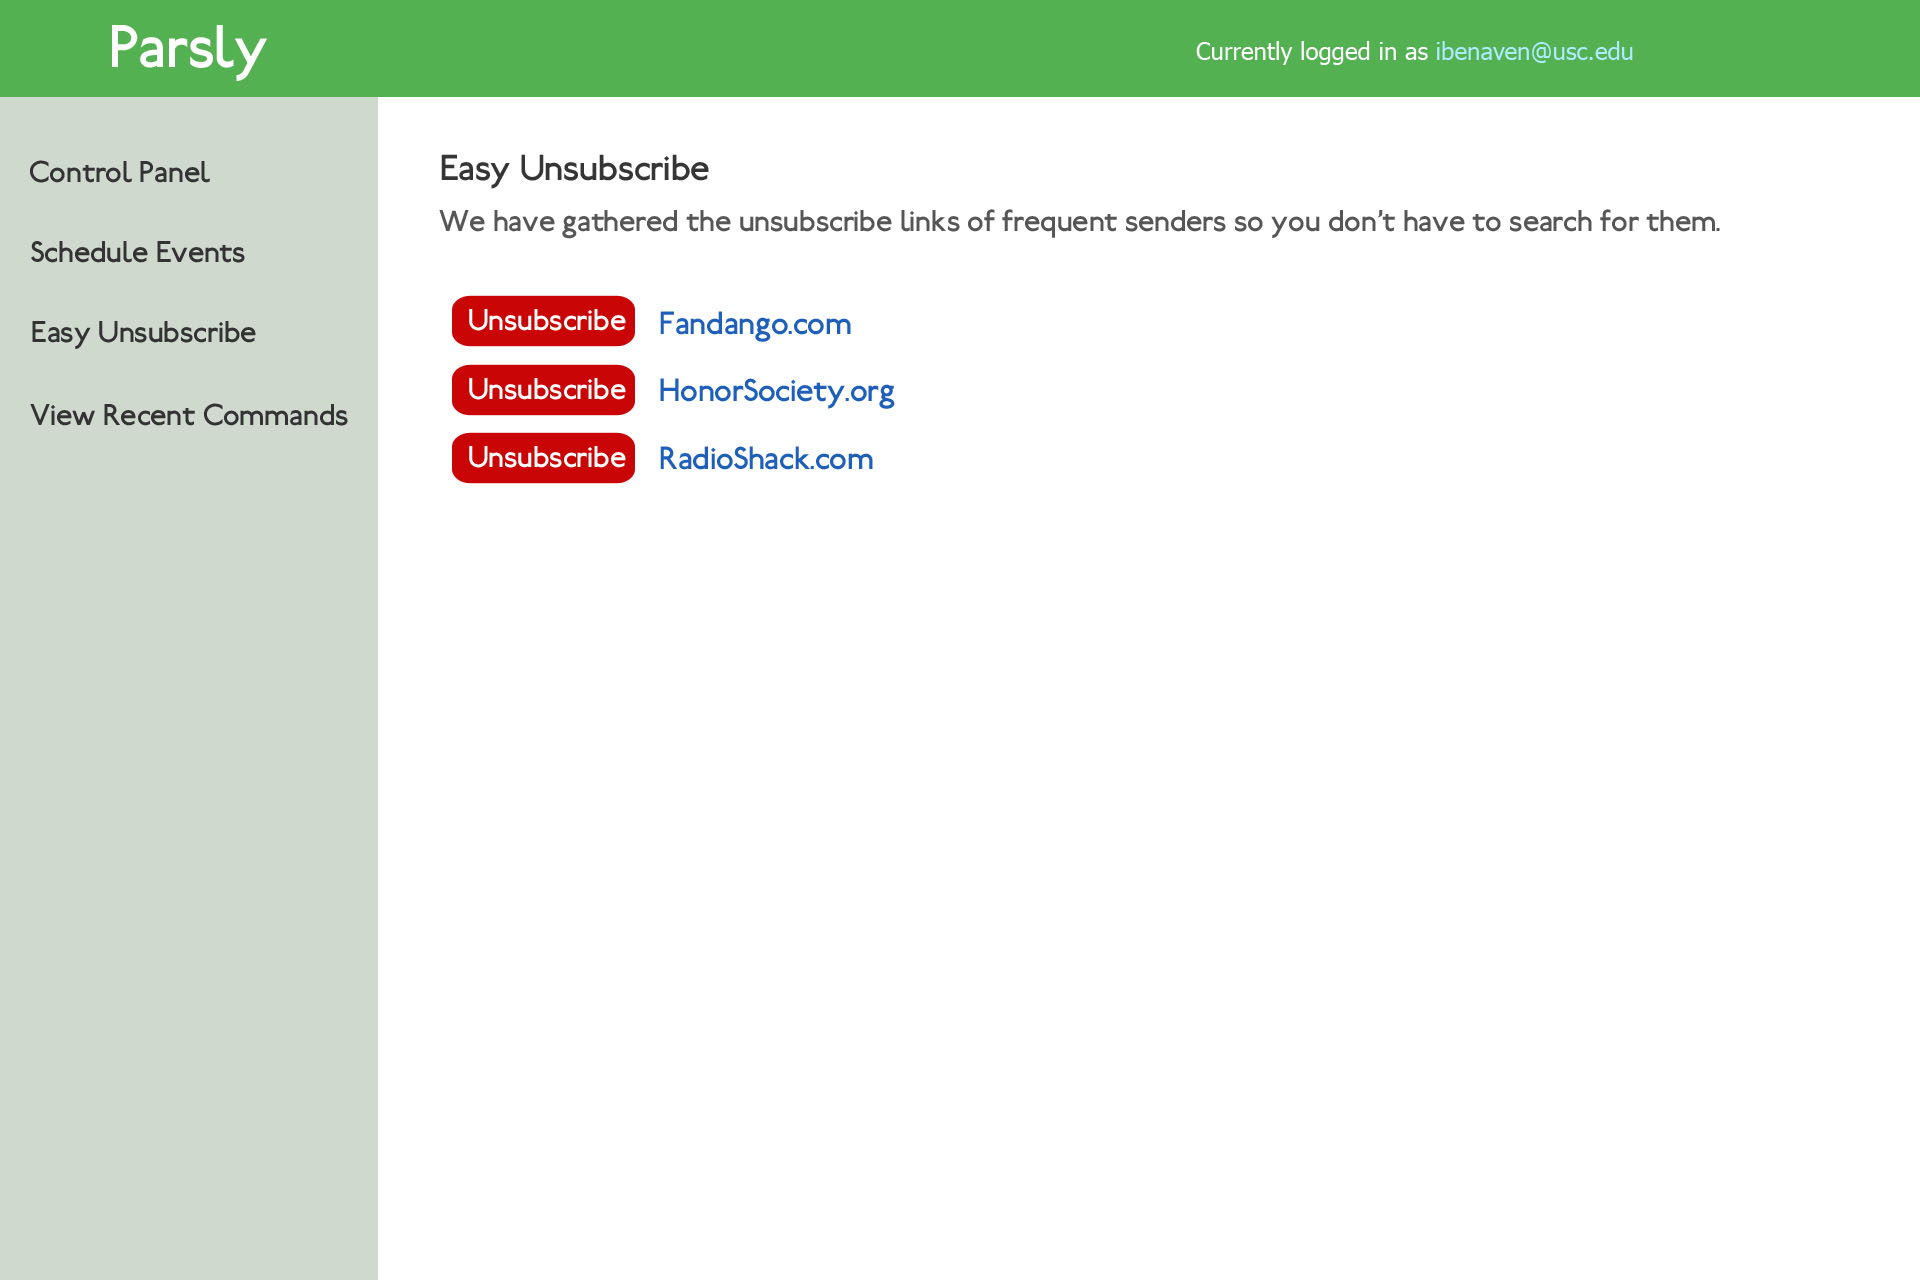 Parsly
Currently logged in as ibenaven@usc.edu
Control Panel
Schedule Events
Easy Unsubscribe
View Recent Commands
Easy Unsubscribe
We have gathered the unsubscribe links of frequent senders so you don't have to search for them.
Unsubscribe Fandango.com
Unsubscribe HonorSociety.org
Unsubscribe RadioShack.com